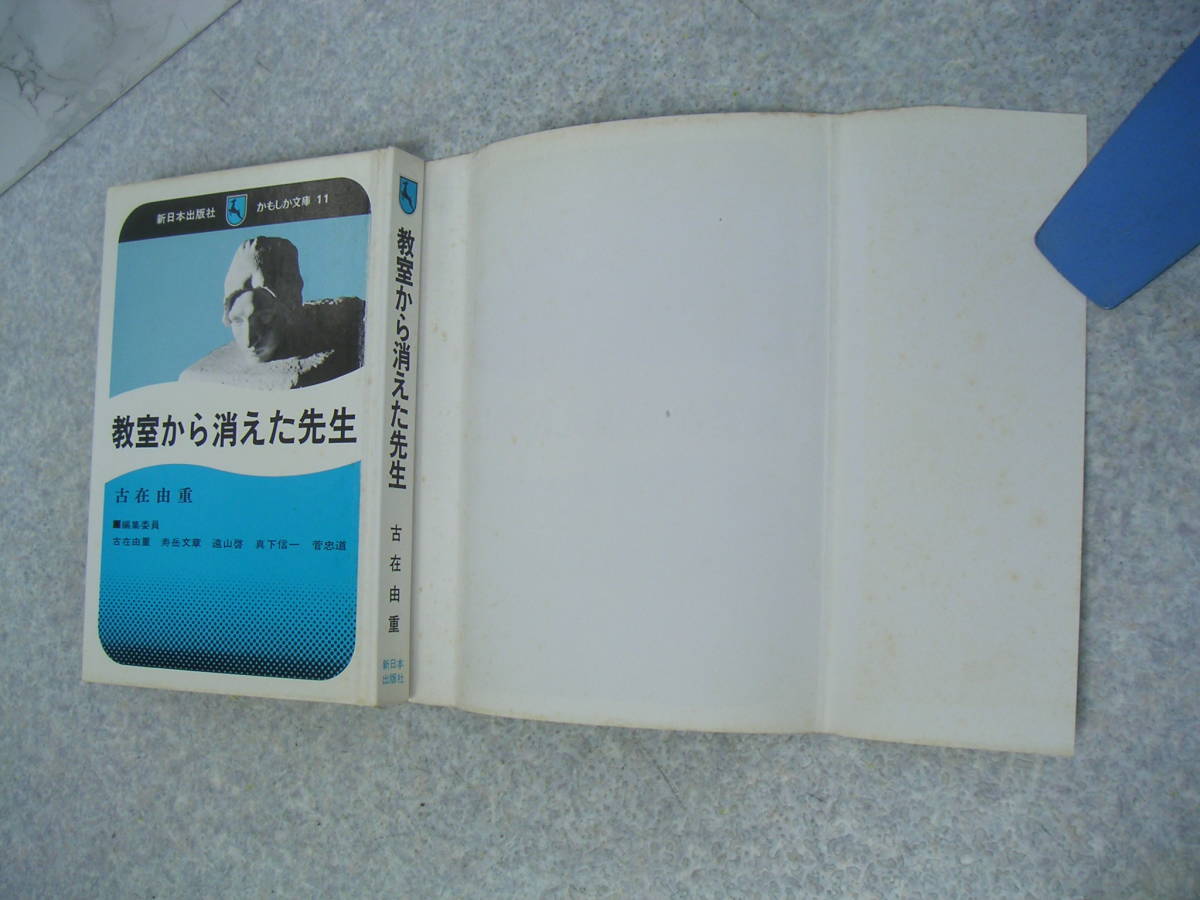 新日本出版社 かもしか文庫 11
教室から消えた先生
古在由重
■編集委員
古在由重 寿岳文章 遠山啓 真下信一 菅忠道
教室から消えた先生
古在由重
新日本
出版社